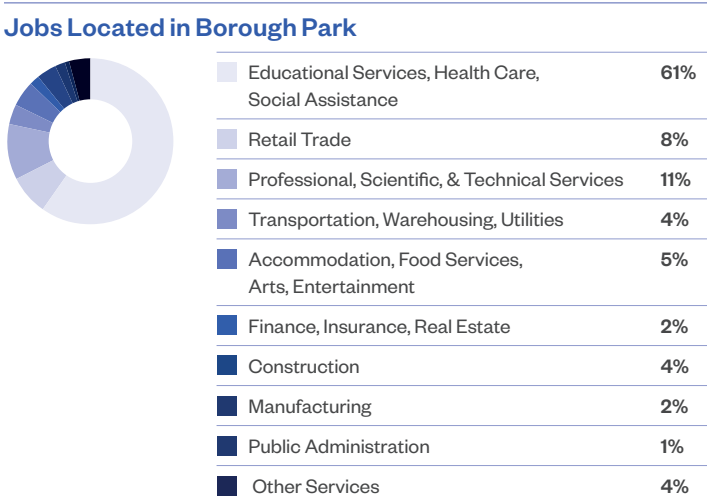 Jobs Located in Borough Park
Educational Services, Health Care, 61%
Social Assistance
Retail Trade 8%
Professional, Scientific, & Technical Services 11%
Transportation, Warehousing, Utilities 4%
Accommodation, Food Services, 5%
Arts, Entertainment
Finance, Insurance, Real Estate 2%
Construction 4%
Manufacturing 2%
Public Administration 1%
Other Services 4%